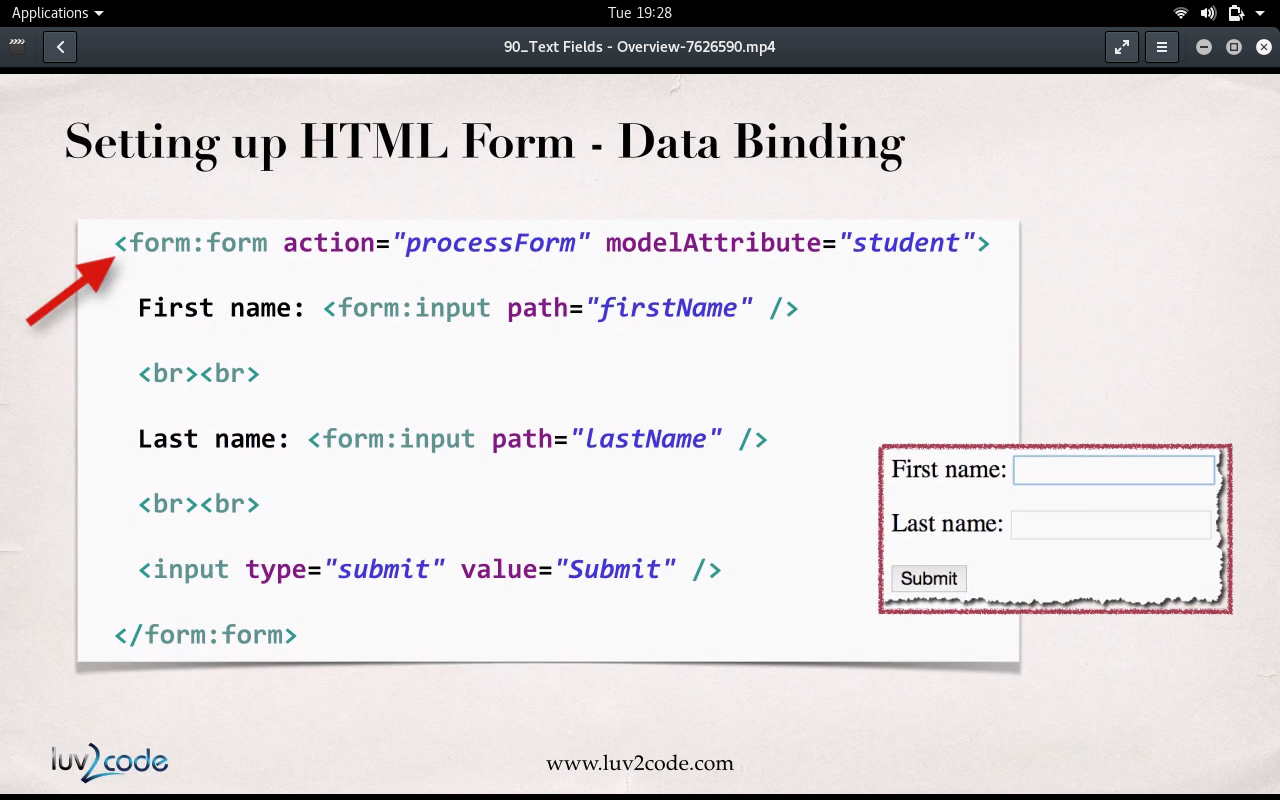 Applications
Tue 19:28
90_Text Fields - Overview-7626590.mp4
Setting up HTML Form - Data Binding
<form:form action="processForm" modelAttribute="student">
First name: <form:input path="firstName" />
<br><br>
Last name: <form:input path="lastName" />
<br><br>
<input type="submit" value="Submit" />
</form:form>
First name:
Last name:
Submit
luv2code
www.luv2code.com